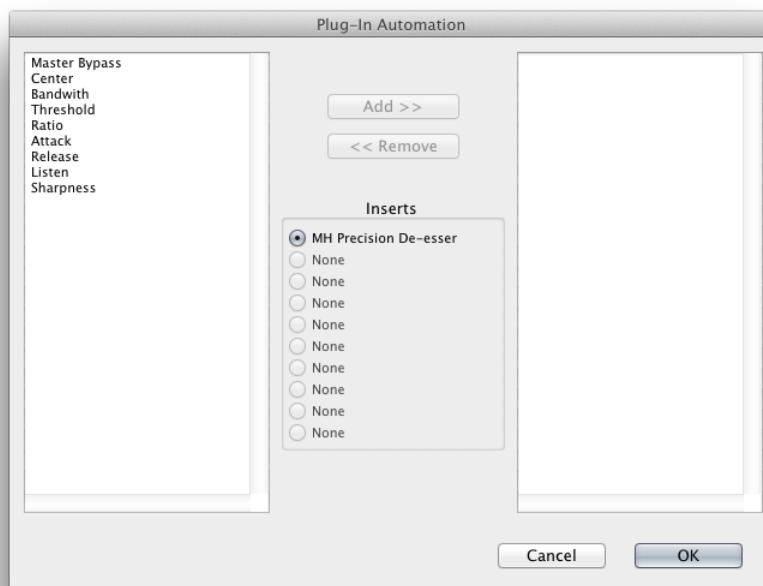 Plug-In Automation
Master Bypass
Center
Bandwith
Threshold
Ratio
Attack
Release
Listen
Sharpness
Add >>
<< Remove
Inserts
MH Precision De-esser
None
None
None
None
None
None
None
None
None
Cancel
OK